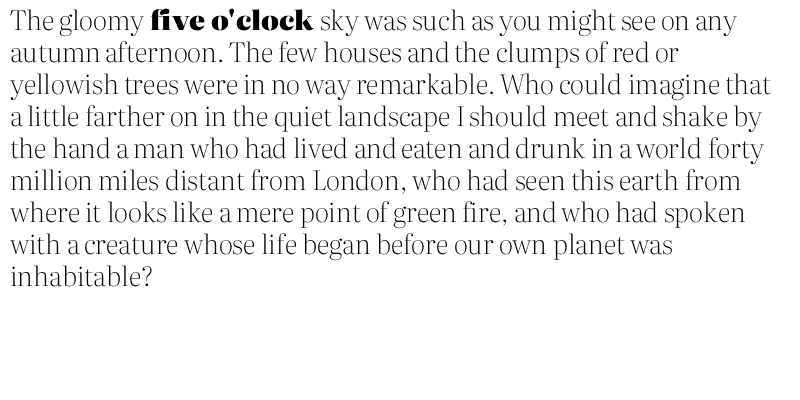 The gloomy five o'clock sky was such as you might see on any
autumn afternoon. The few houses and the clumps of red or
yellowish trees were in no way remarkable. Who could imagine that
a little farther on in the quiet landscape I should meet and shake by
the hand a man who had lived and eaten and drunk in a world forty
million miles distant from London, who had seen this earth from
where it looks like a mere point of green fire, and who had spoken
with a creature whose life began before our own planet was
inhabitable?